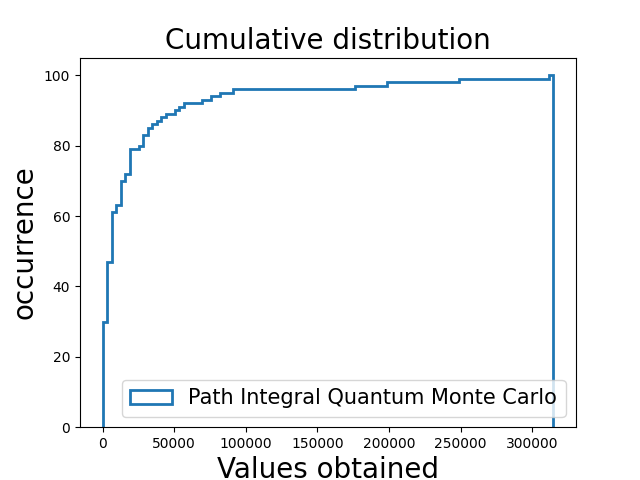 Cumulative distribution
occurrence
100
80
60
40
20
0
Path Integral Quantum Monte Carlo
0 50000 100000 150000 200000 250000 300000
Values obtained